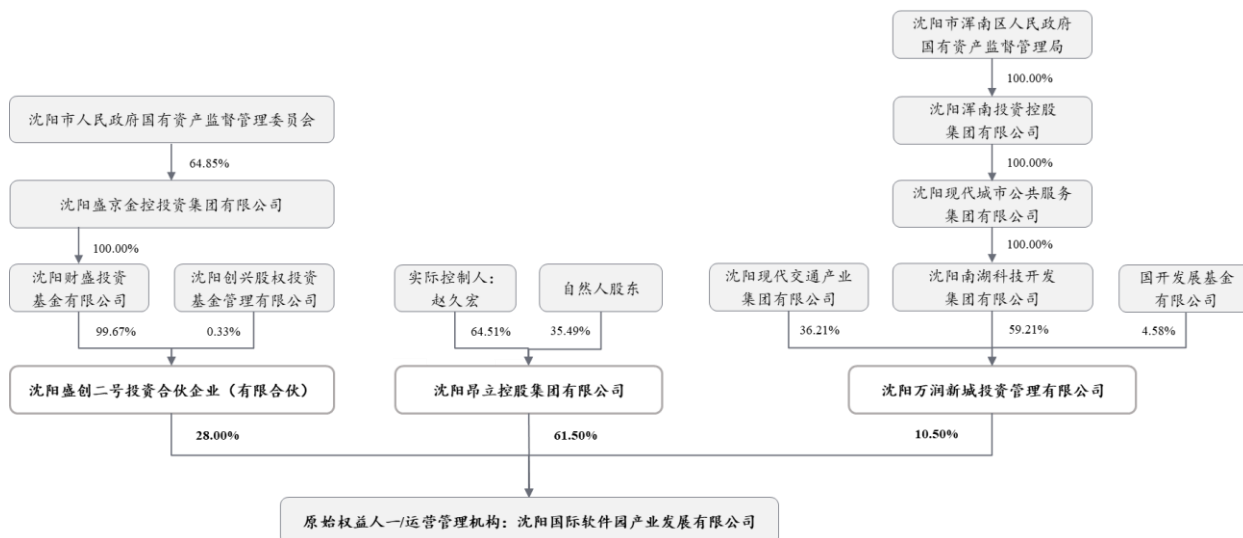 沈阳市浑南区人民政府
国有资产监督管理局
100.00%
沈阳市人民政府国有资产监督管理委员会
沈阳浑南投资控股
集团有限公司
64.85%
100.00%
沈阳盛京金控投资集团有限公司
沈阳现代城市公共服务
集团有限公司
100.00%
100.00%
沈阳财盛投资
基金有限公司
沈阳创兴股权投资
基金管理有限公司
实际控制人：
赵久宏
自然人股东
沈阳现代交通产业
集团有限公司
沈阳南湖科技开发
集团有限公司
国开发展基金
有限公司
99.67%
0.33%
64.51%
35.49%
36.21%
59.21%
4.58%
沈阳盛创二号投资合伙企业（有限合伙）
沈阳昂立控股集团有限公司
沈阳万润新城投资管理有限公司
28.00%
61.50%
10.50%
原始权益人一/运营管理机构：沈阳国际软件园产业发展有限公司